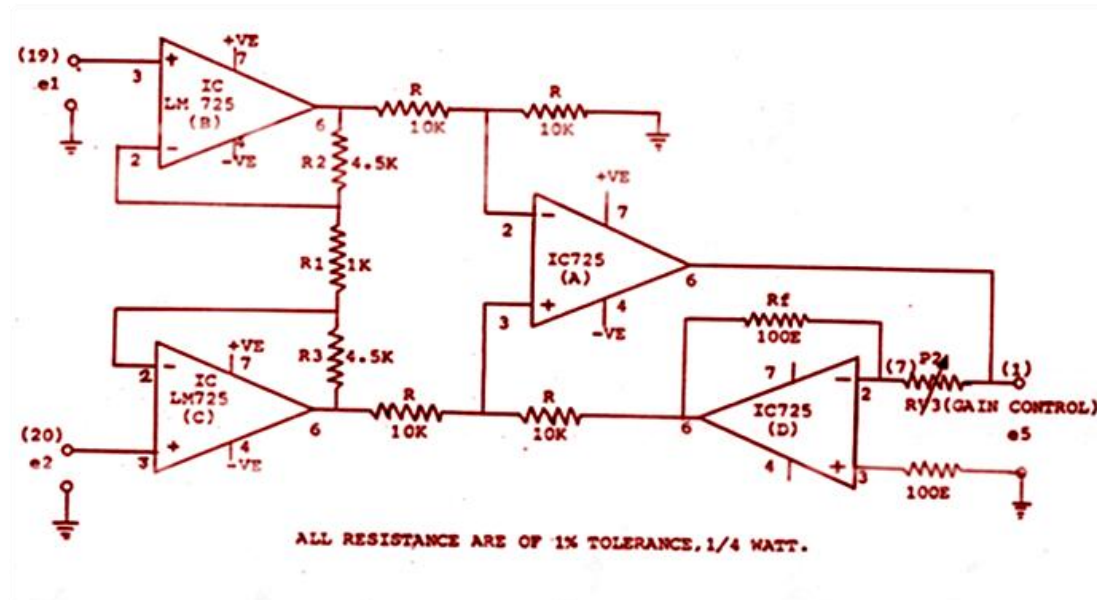 (19)
e1
3
+
+VE
7
IC
LM 725
(B)
-
2
4
-VE
6
R
10K
R
10K
R2
4.5K
R1
1K
R3
4.5K
+VE
7
-
2
IC725
(A)
6
+
3
4
-VE
Rf
100E
+VE
7
-
2
IC
LM725
(C)
6
(20)
e2
+
3
4
-VE
R
10K
R
10K
7
-
2
IC725
(D)
6
4
+
3
(7)
P2
(1)
RV3(GAIN CONTROL)
e5
100E
ALL RESISTANCE ARE OF 1% TOLERANCE,1/4 WATT.